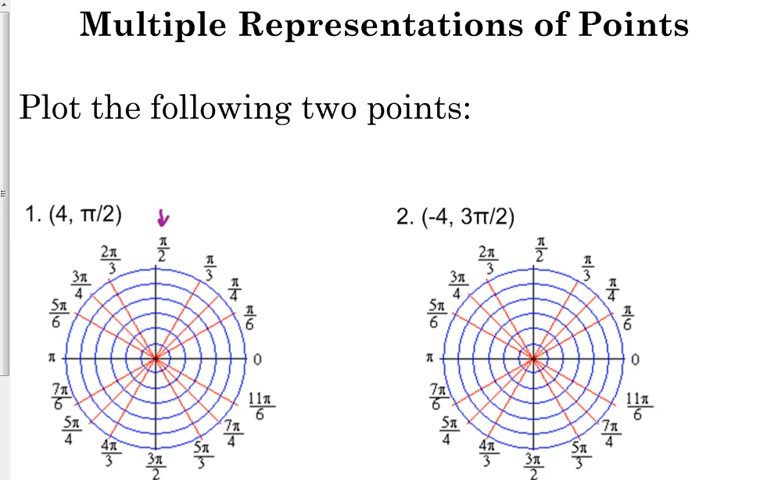 Multiple Representations of Points
Plot the following two points:
1. (4, π/2)
2. (-4, 3π/2)
π/2
2π/3
π/3
3π/4
π/4
5π/6
π/6
π
0
7π/6
11π/6
5π/4
7π/4
4π/3
5π/3
3π/2
π/2
2π/3
π/3
3π/4
π/4
5π/6
π/6
π
0
7π/6
11π/6
5π/4
7π/4
4π/3
5π/3
3π/2